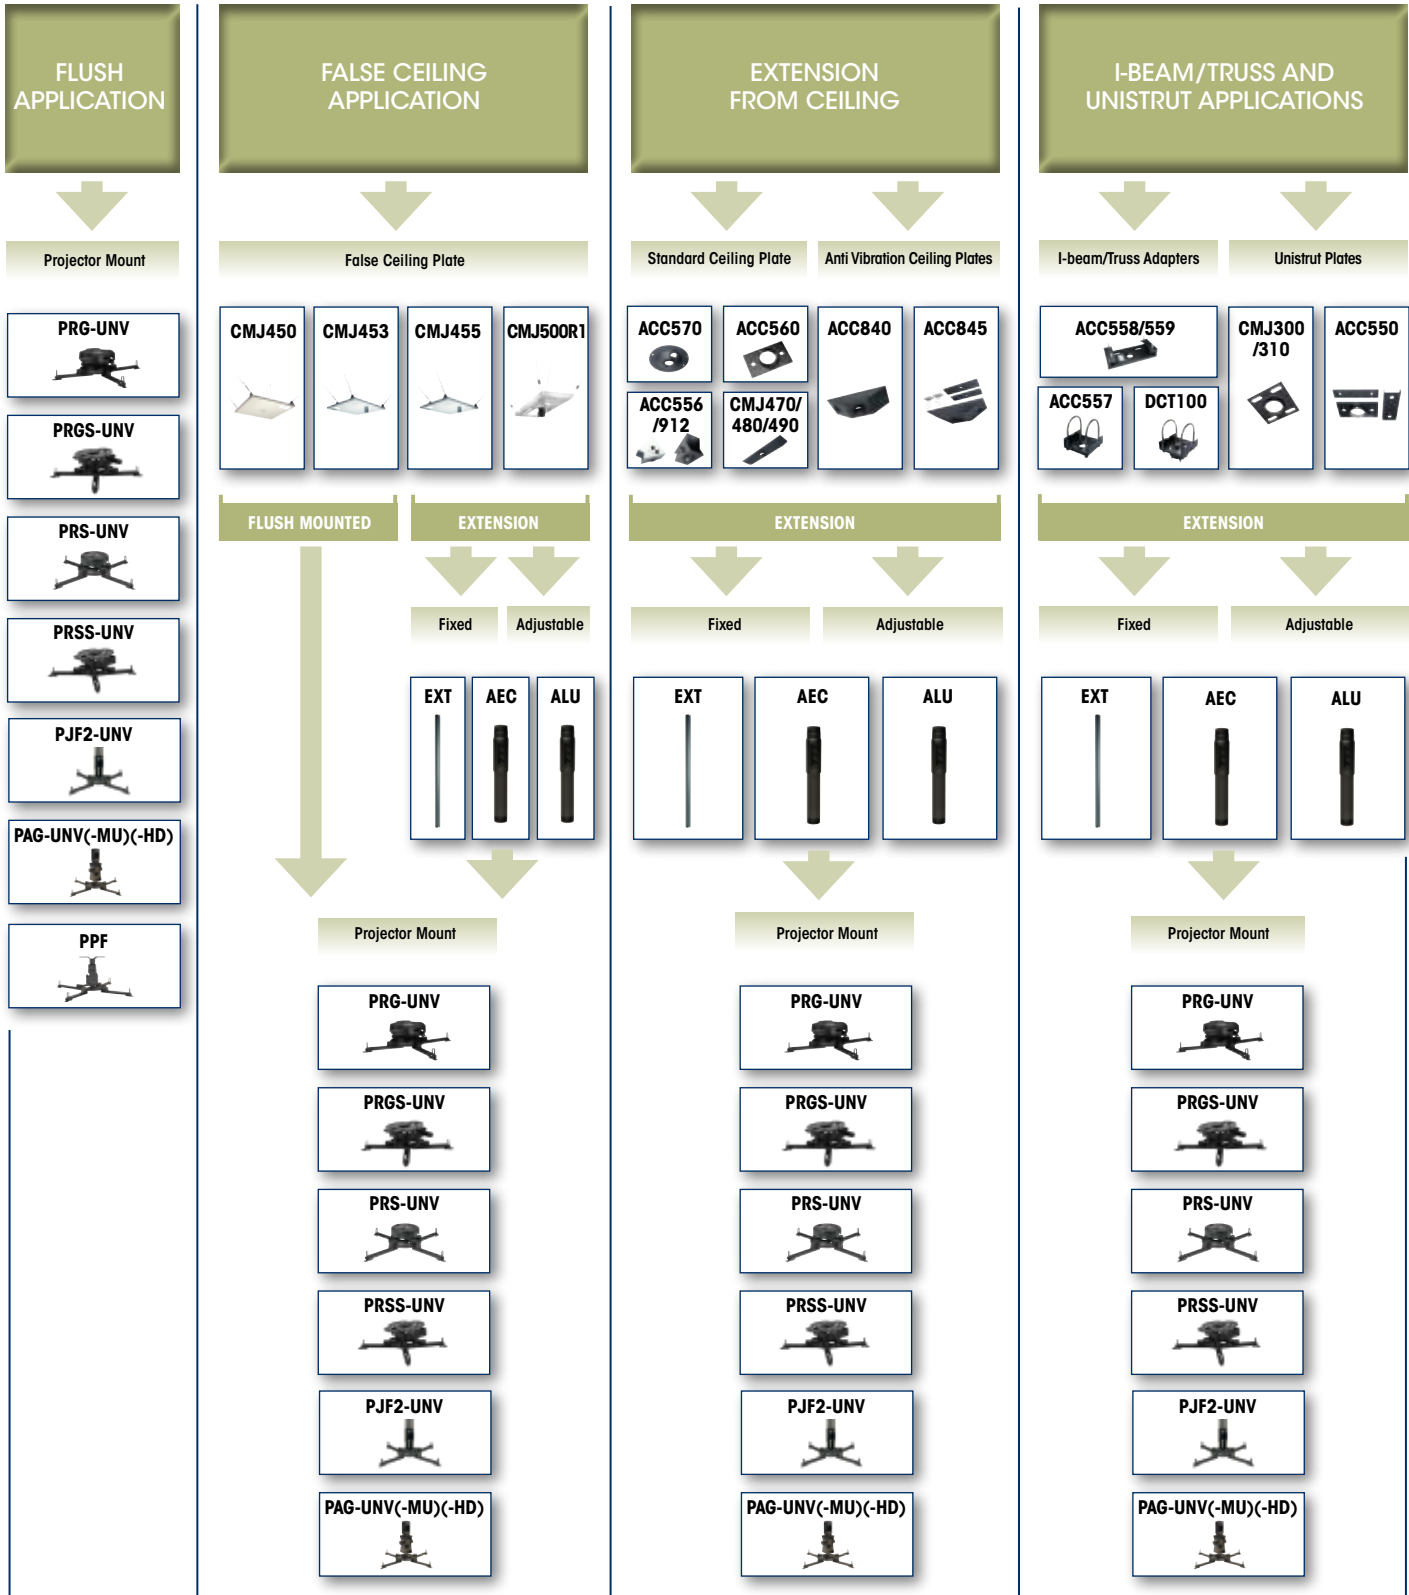 FLUSH
APPLICATION
Projector Mount
PRG-UNV
PRGS-UNV
PRS-UNV
PRSS-UNV
PJF2-UNV
PAG-UNV(-MU)(-HD)
PPF
FALSE CEILING
APPLICATION
False Ceiling Plate
CMJ450
CMJ453
CMJ455
CMJ500R1
FLUSH MOUNTED
EXTENSION
Fixed
Adjustable
EXT
AEC
ALU
Projector Mount
PRG-UNV
PRGS-UNV
PRS-UNV
PRSS-UNV
PJF2-UNV
PAG-UNV(-MU)(-HD)
EXTENSION
FROM CEILING
Standard Ceiling Plate
Anti Vibration Ceiling Plates
ACC570
ACC560
ACC556
/912
CMJ470/
480/490
ACC840
ACC845
EXTENSION
Fixed
Adjustable
EXT
AEC
ALU
Projector Mount
PRG-UNV
PRGS-UNV
PRS-UNV
PRSS-UNV
PJF2-UNV
PAG-UNV(-MU)(-HD)
I-BEAM/TRUSS AND
UNISTRUT APPLICATIONS
I-beam/Truss Adapters
Unistrut Plates
ACC558/559
ACC557
DCT100
CMJ300
/310
ACC550
EXTENSION
Fixed
Adjustable
EXT
AEC
ALU
Projector Mount
PRG-UNV
PRGS-UNV
PRS-UNV
PRSS-UNV
PJF2-UNV
PAG-UNV(-MU)(-HD)